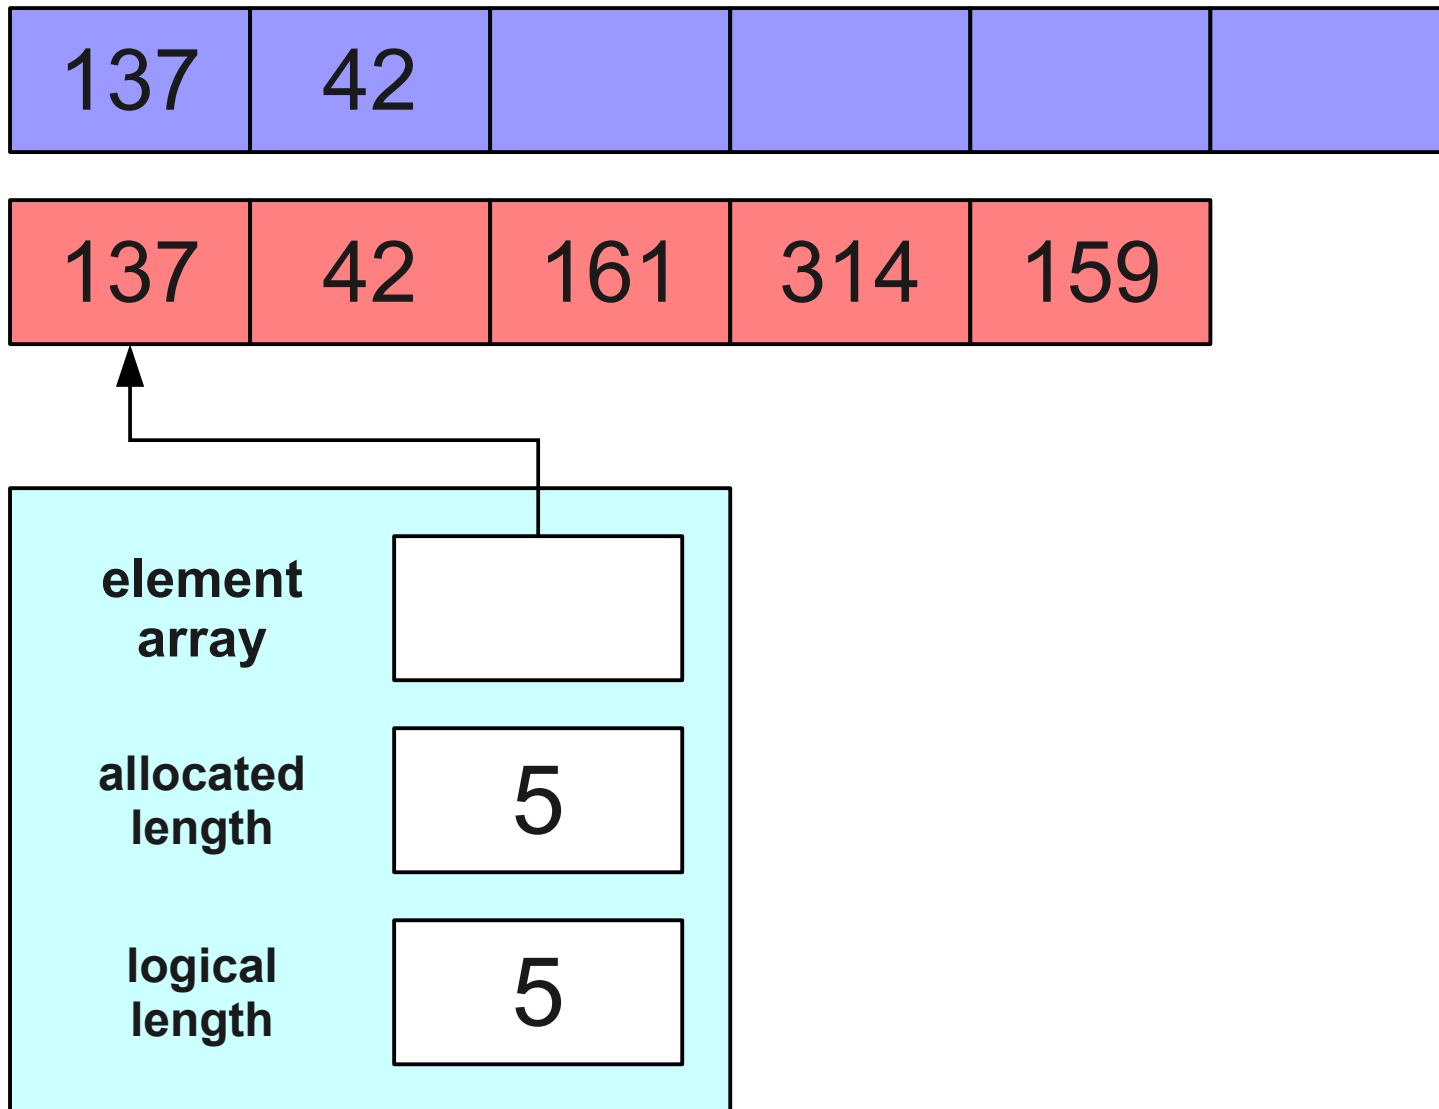 137 42
137 42 161 314 159
element
array
allocated
length
5
logical
length
5